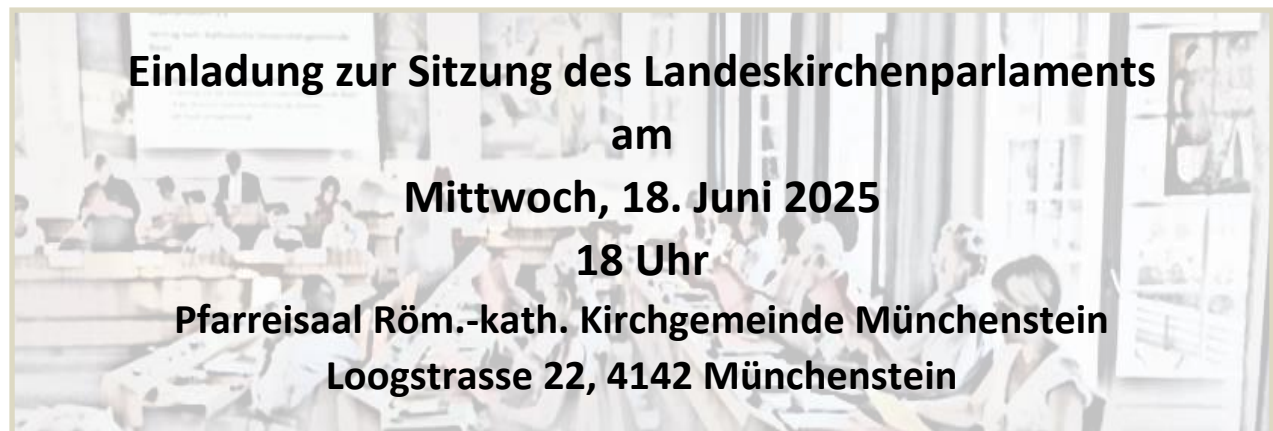 Einladung zur Sitzung des Landeskirchenparlaments
am
Mittwoch, 18. Juni 2025
18 Uhr
Pfarreisaal Röm.-kath. Kirchgemeinde Münchenstein
Loogstrasse 22, 4142 Münchenstein